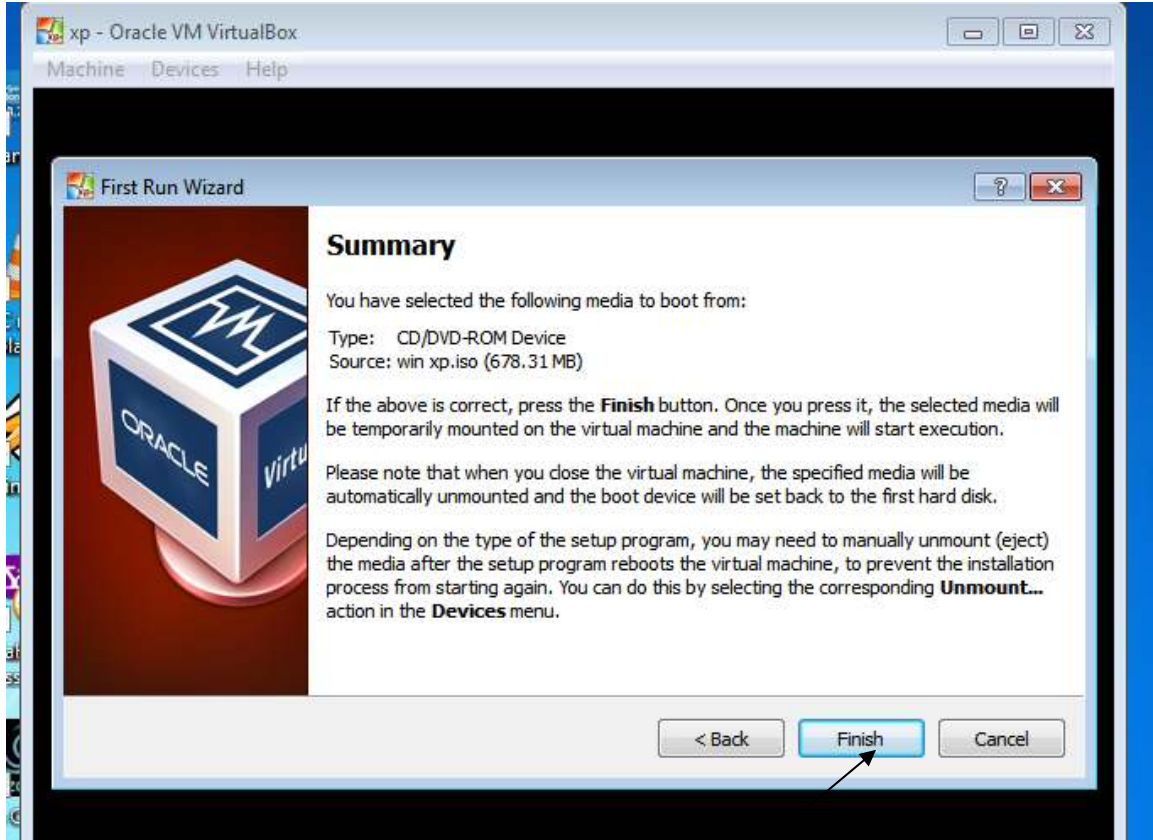 xp - Oracle VM VirtualBox
Machine Devices Help
First Run Wizard
Summary
You have selected the following media to boot from:
Type: CD/DVD-ROM Device
Source: win xp.iso (678.31 MB)
If the above is correct, press the Finish button. Once you press it, the selected media will
be temporarily mounted on the virtual machine and the machine will start execution.
Please note that when you close the virtual machine, the specified media will be
automatically unmounted and the boot device will be set back to the first hard disk.
Depending on the type of the setup program, you may need to manually unmount (eject)
the media after the setup program reboots the virtual machine, to prevent the installation
process from starting again. You can do this by selecting the corresponding Unmount...
action in the Devices menu.
ORACLE
Virtu
< Back Finish Cancel